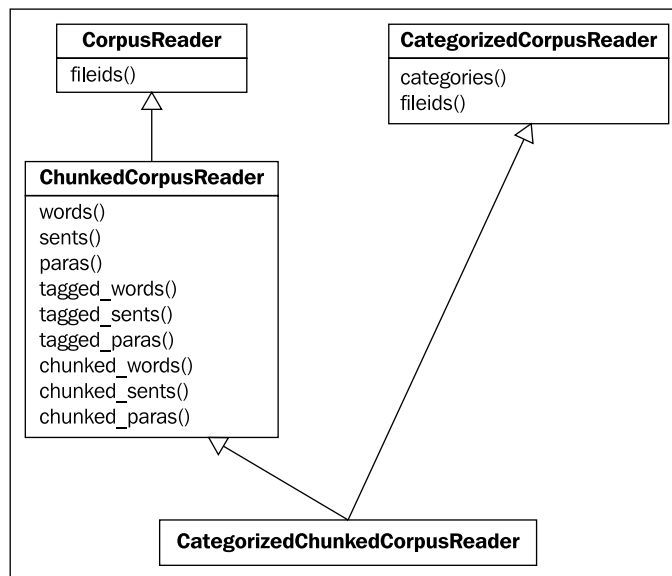 CorpusReader
fileids()
CategorizedCorpusReader
categories()
fileids()
ChunkedCorpusReader
words()
sents()
paras()
tagged_words()
tagged_sents()
tagged_paras()
chunked_words()
chunked_sents()
chunked_paras()
CategorizedChunkedCorpusReader